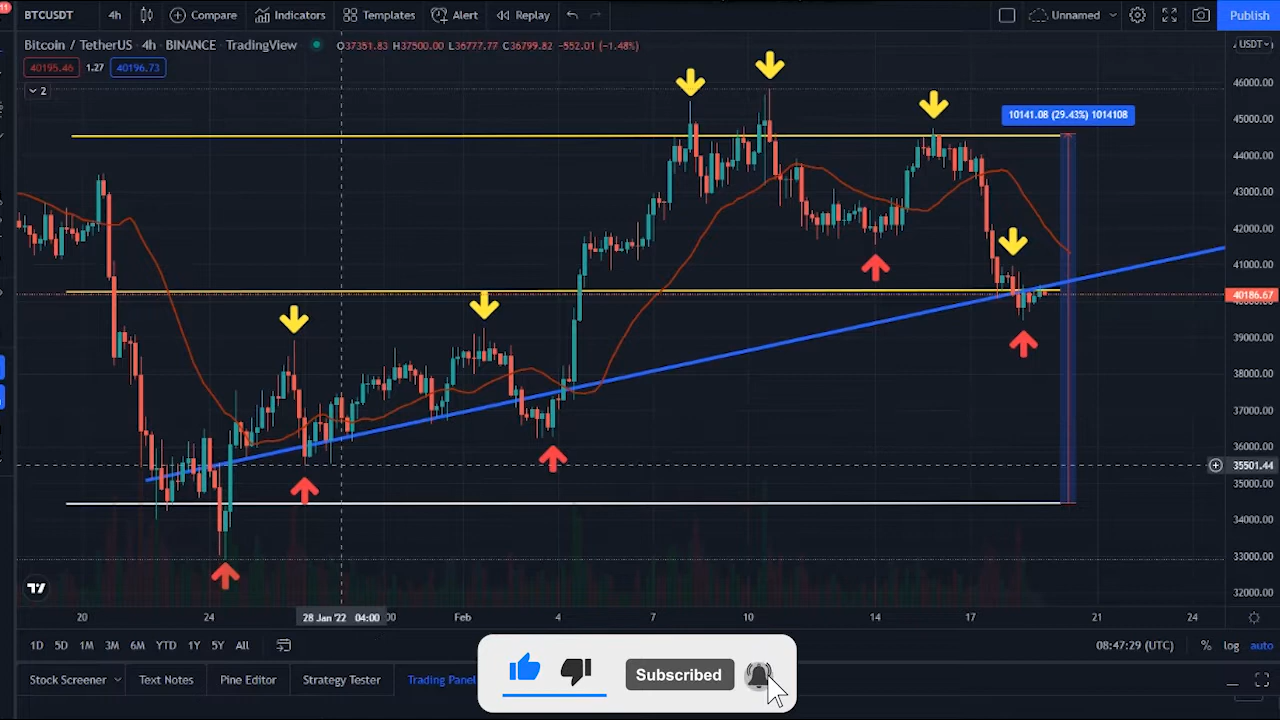 11
BTCUSDT 4h Compare Indicators Templates Alert Replay Unnamed Publish
Bitcoin / TetherUS · 4h · BINANCE · TradingView O37351.83 H37500.00 L36777.77 C36799.82 −552.01 (−1.48%) USDT
40195.46 1.27 40196.73
2
46000.00
10141.08 (29.43%) 1014108
45000.00
44000.00
43000.00
42000.00
41000.00
40186.67
39000.00
38000.00
37000.00
36000.00
35501.44
35000.00
34000.00
33000.00
32000.00
20 24 28 Jan '22 04:00 Feb 4 7 10 14 17 21 24
1D 5D 1M 3M 6M YTD 1Y 5Y All 08:47:29 (UTC) % log auto
Stock Screener Text Notes Pine Editor Strategy Tester Trading Panel
Subscribed